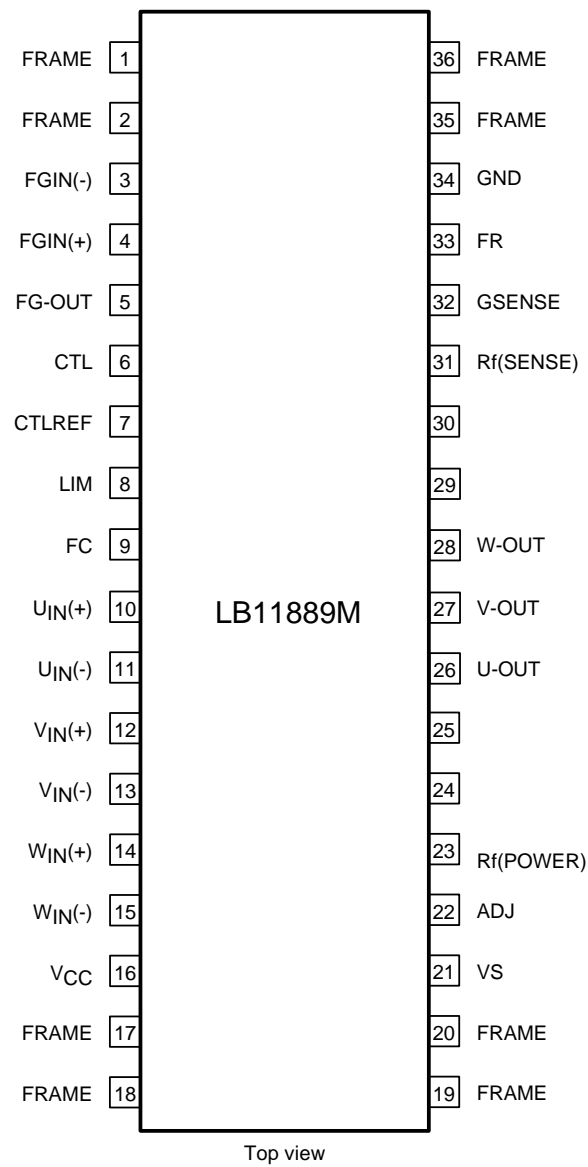 FRAME 1
FRAME 2
FGIN(-) 3
FGIN(+) 4
FG-OUT 5
CTL 6
CTLREF 7
LIM 8
FC 9
UIN(+) 10
UIN(-) 11
VIN(+) 12
VIN(-) 13
WIN(+) 14
WIN(-) 15
VCC 16
FRAME 17
FRAME 18
LB11889M
36 FRAME
35 FRAME
34 GND
33 FR
32 GSENSE
31 Rf(SENSE)
30
29
28 W-OUT
27 V-OUT
26 U-OUT
25
24
23 Rf(POWER)
22 ADJ
21 VS
20 FRAME
19 FRAME
Top view